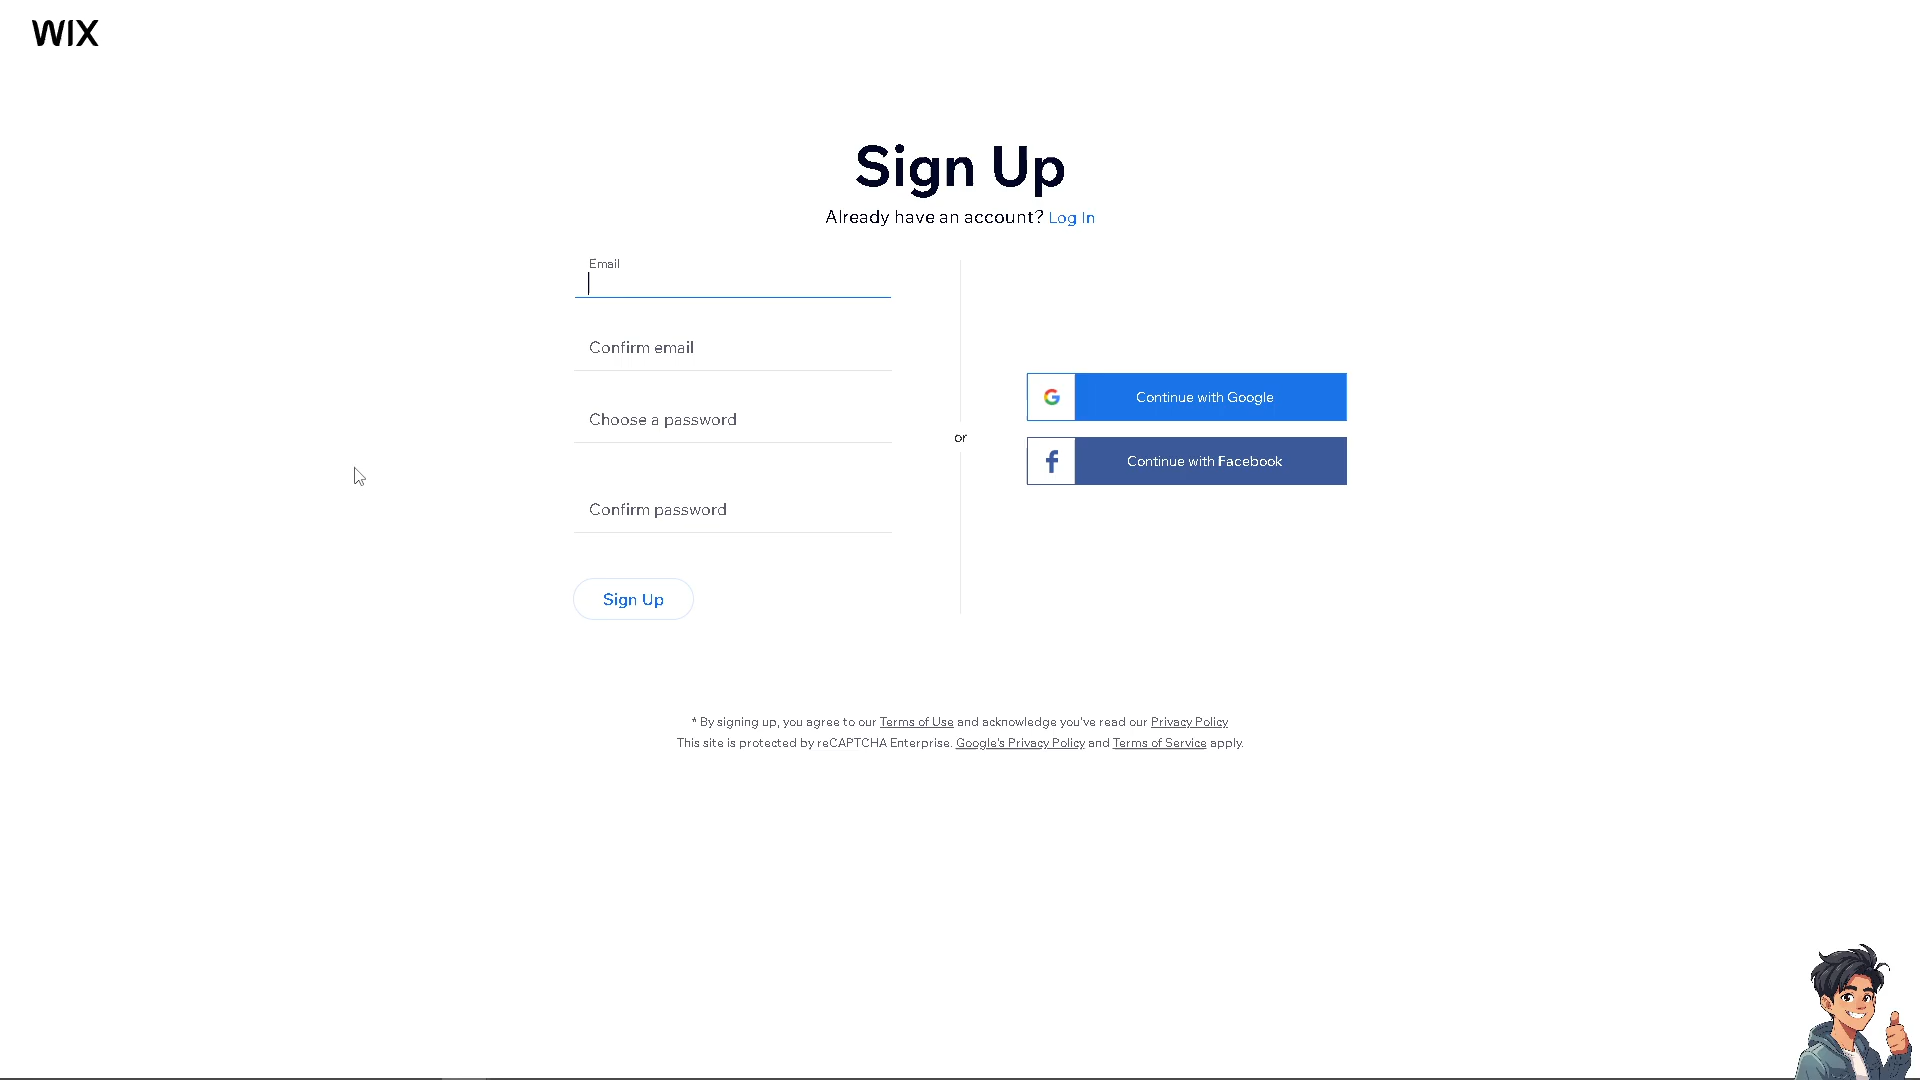 WIX
Sign Up
Already have an account? Log In
Email
Confirm email
Choose a password
Confirm password
Sign Up
or
G
Continue with Google
f
Continue with Facebook
* By signing up, you agree to our Terms of Use and acknowledge you've read our Privacy Policy
This site is protected by reCAPTCHA Enterprise. Google's Privacy Policy and Terms of Service apply.